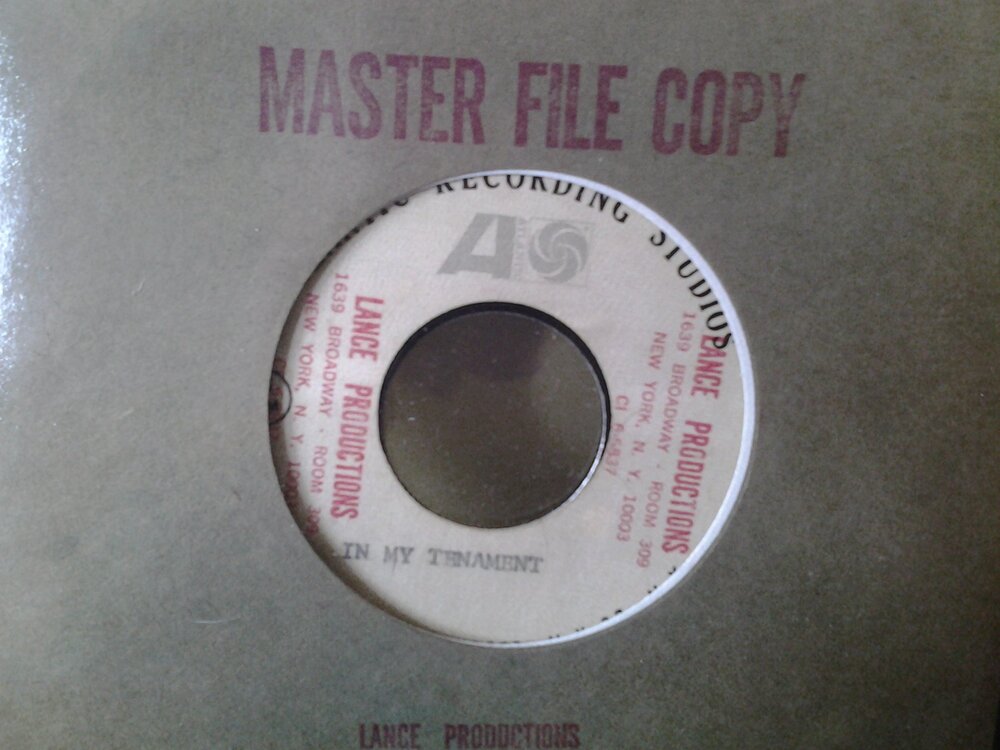 MASTER FILE COPY
RECORDING STUDIOS
A
LANCE PRODUCTIONS
1639 BROADWAY · ROOM 309
NEW YORK, N. Y.
LANCE PRODUCTIONS
1639 BROADWAY · ROOM 309
NEW YORK, N. Y. 10003
IN MY TENAMENT
LANCE PRODUCTIONS